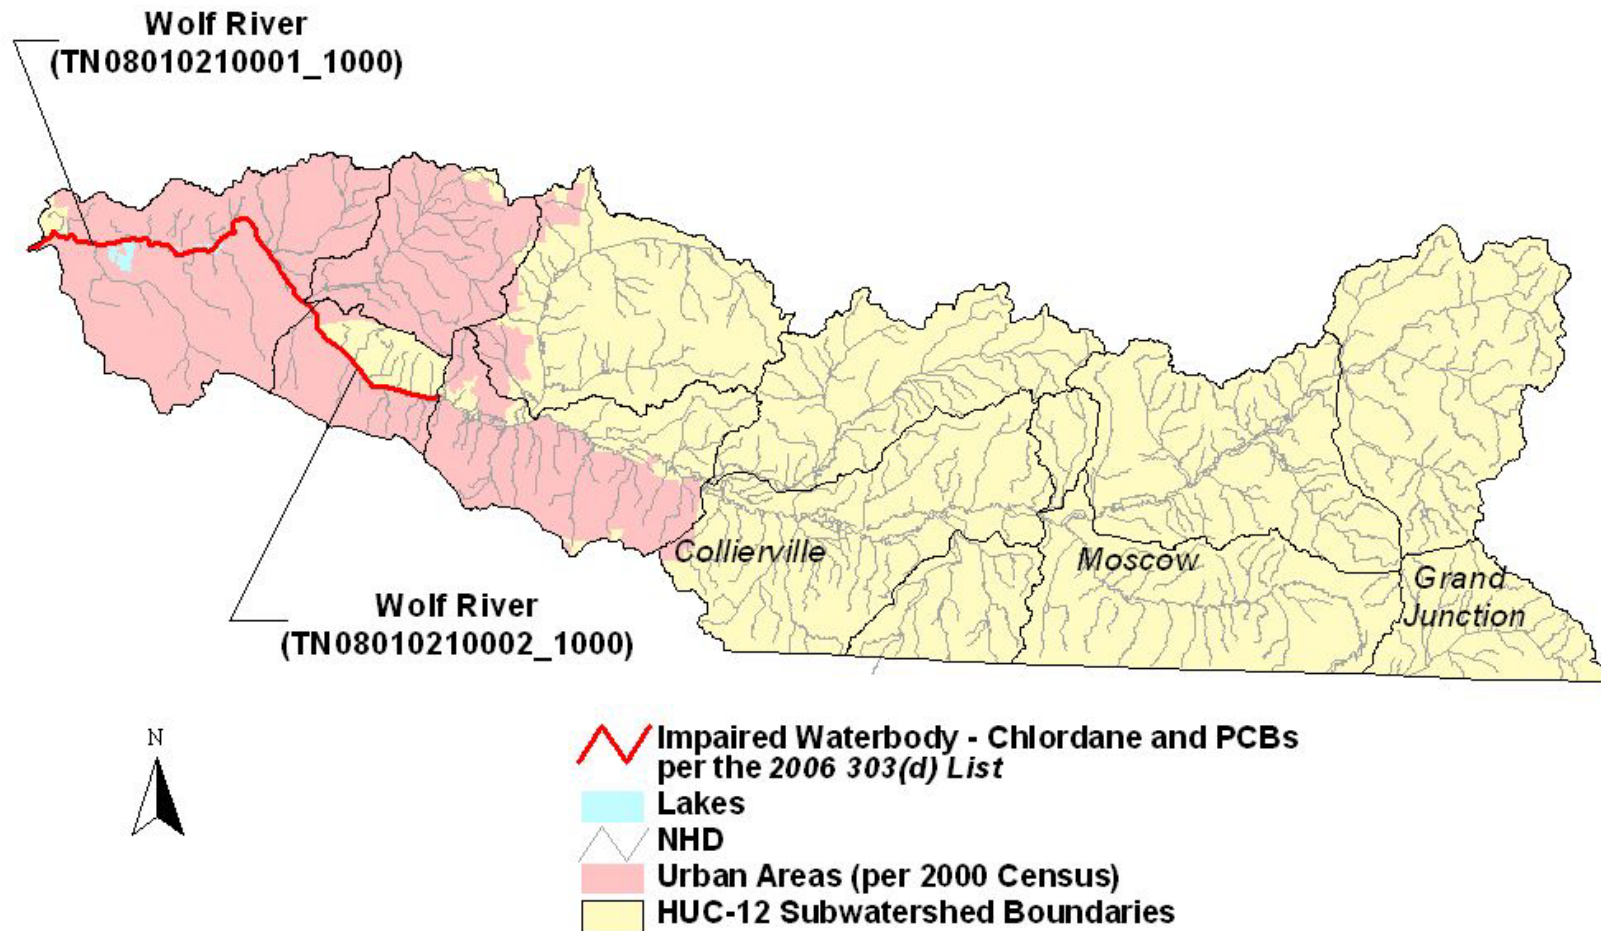 Wolf River
(TN08010210001_1000)
Collierville
Moscow
Grand
Junction
Wolf River
(TN08010210002_1000)
N
Impaired Waterbody - Chlordane and PCBs
per the 2006 303(d) List
Lakes
NHD
Urban Areas (per 2000 Census)
HUC-12 Subwatershed Boundaries